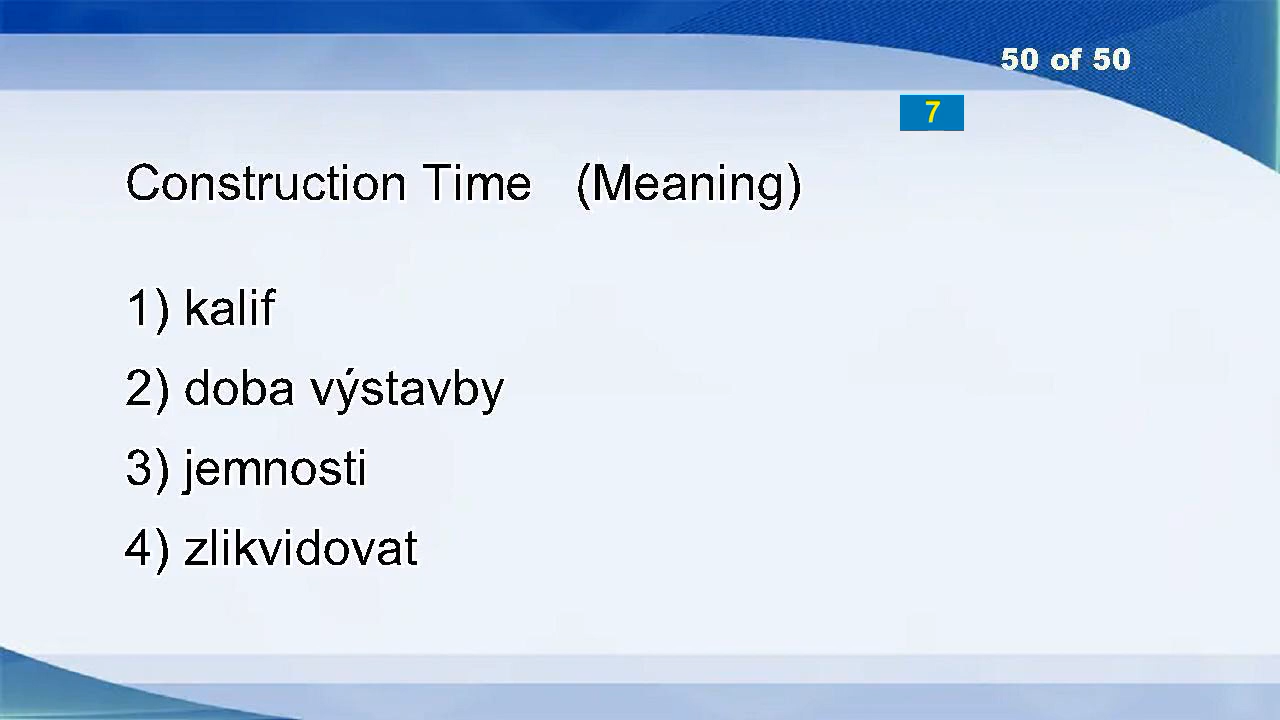 50 of 50
7
Construction Time (Meaning)
1) kalif
2) doba výstavby
3) jemnosti
4) zlikvidovat